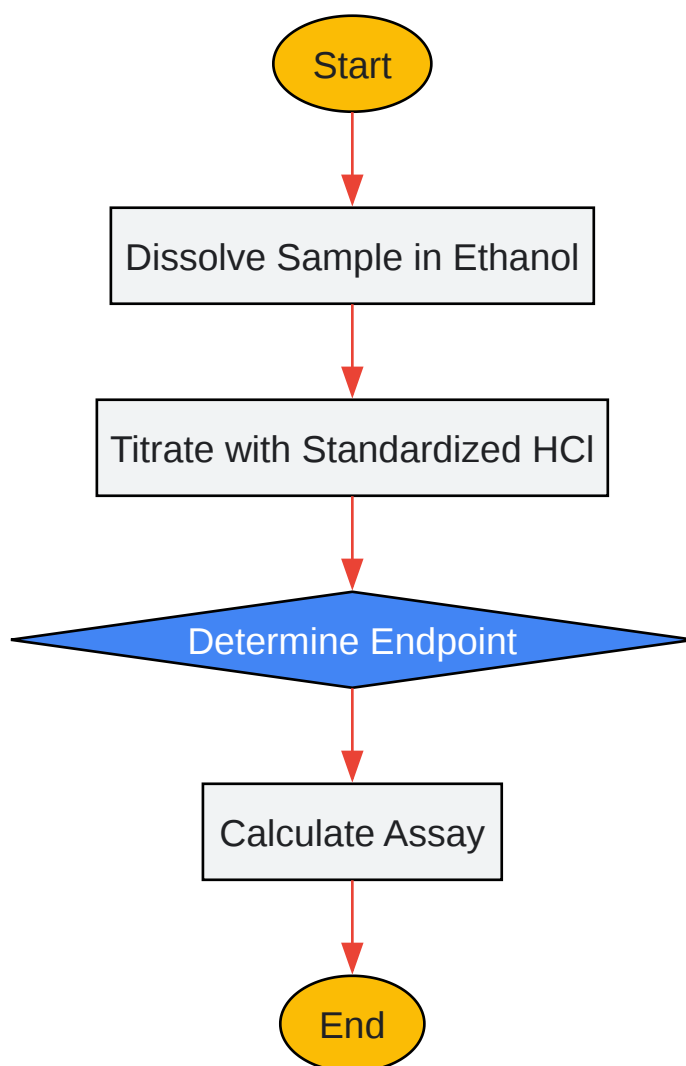 Start
Dissolve Sample in Ethanol
Titrate with Standardized HCl
Determine Endpoint
Calculate Assay
End